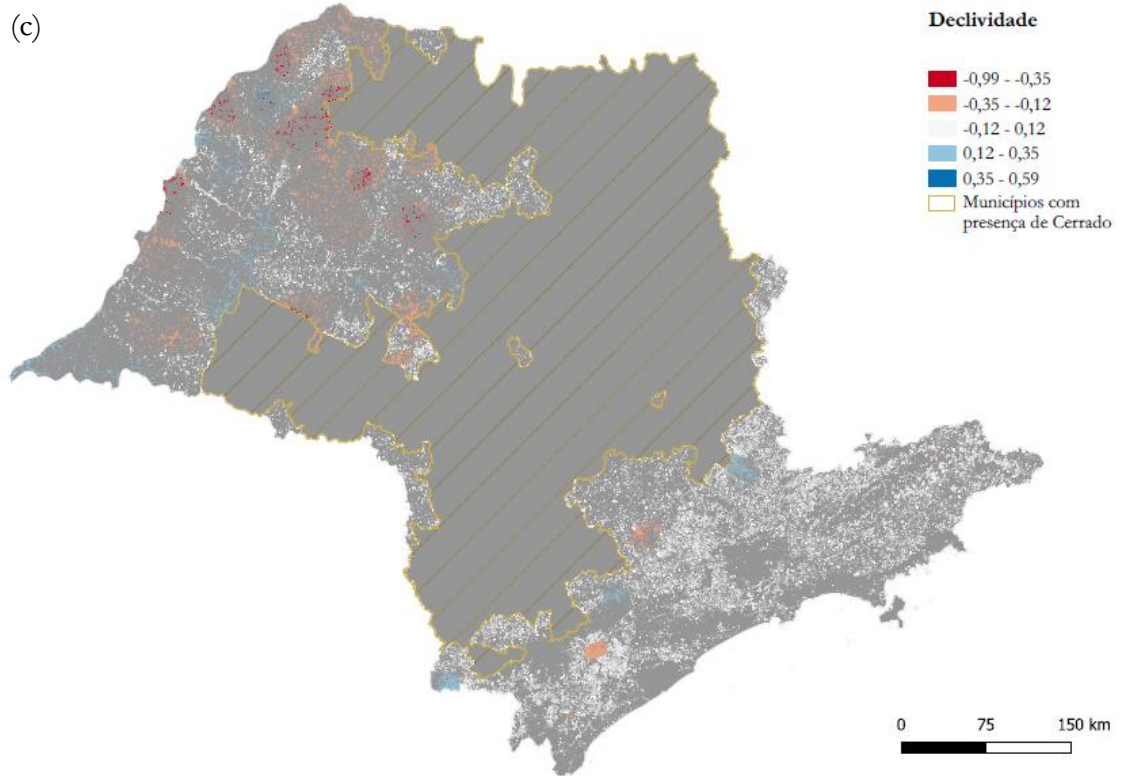 (c)
Declividade
-0,99 - -0,35
-0,35 - -0,12
-0,12 - 0,12
0,12 - 0,35
0,35 - 0,59
Municípios com
presença de Cerrado
0 75 150 km